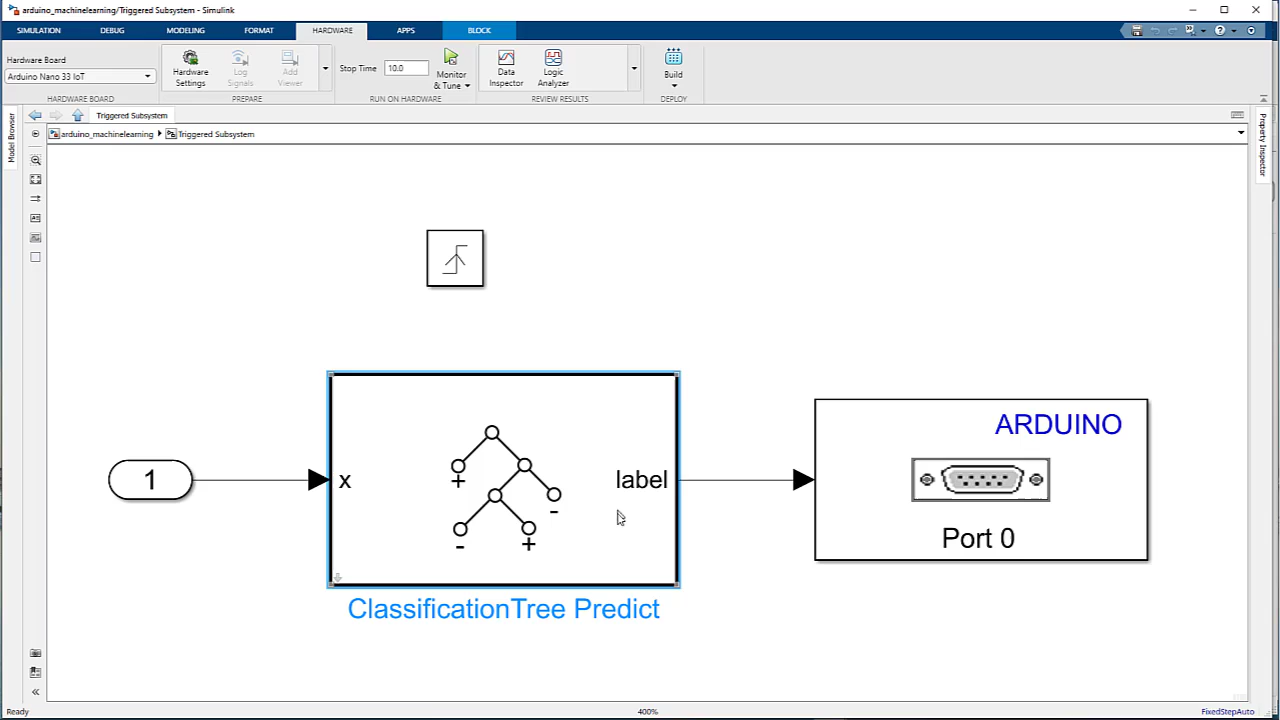 arduino_machinelearning/Triggered Subsystem - Simulink
SIMULATION DEBUG MODELING FORMAT HARDWARE APPS BLOCK
Hardware Board
Arduino Nano 33 IoT
Hardware Settings
Log Signals
Add Viewer
Stop Time 10.0
Monitor & Tune
Data Inspector
Logic Analyzer
Build
HARDWARE BOARD PREPARE RUN ON HARDWARE REVIEW RESULTS DEPLOY
Model Browser
Triggered Subsystem
arduino_machinelearning Triggered Subsystem
Property Inspector
1
x
+
-
-
+
label
ClassificationTree Predict
ARDUINO
Port 0
Ready 400% FixedStepAuto